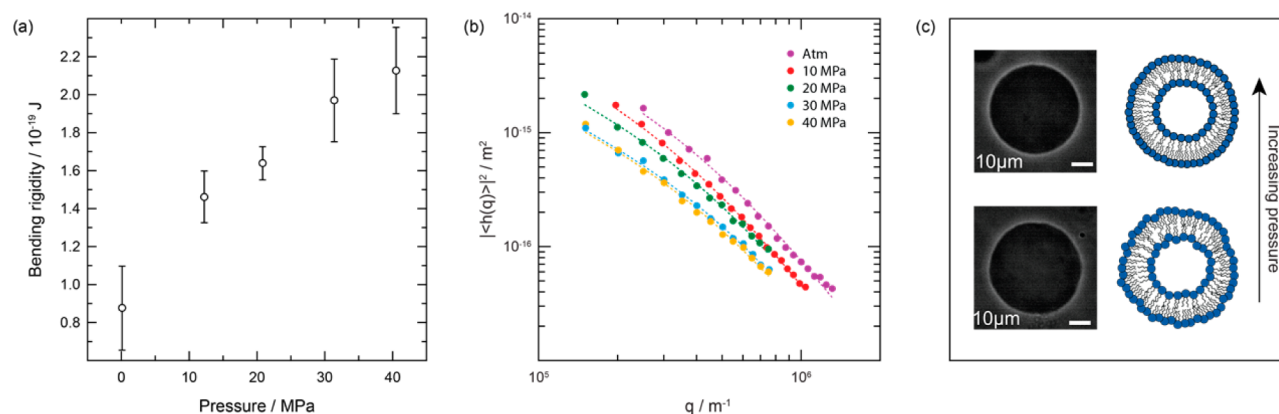 (a)
Bending rigidity / 10⁻¹⁹ J
2.2
2.0
1.8
1.6
1.4
1.2
1.0
0.8
0
10
20
30
40
Pressure / MPa
(b)
|<h(q)>|² / m²
10⁻¹⁴
10⁻¹⁵
10⁻¹⁶
Atm
10 MPa
20 MPa
30 MPa
40 MPa
10⁵
10⁶
q / m⁻¹
(c)
10µm
10µm
Increasing pressure